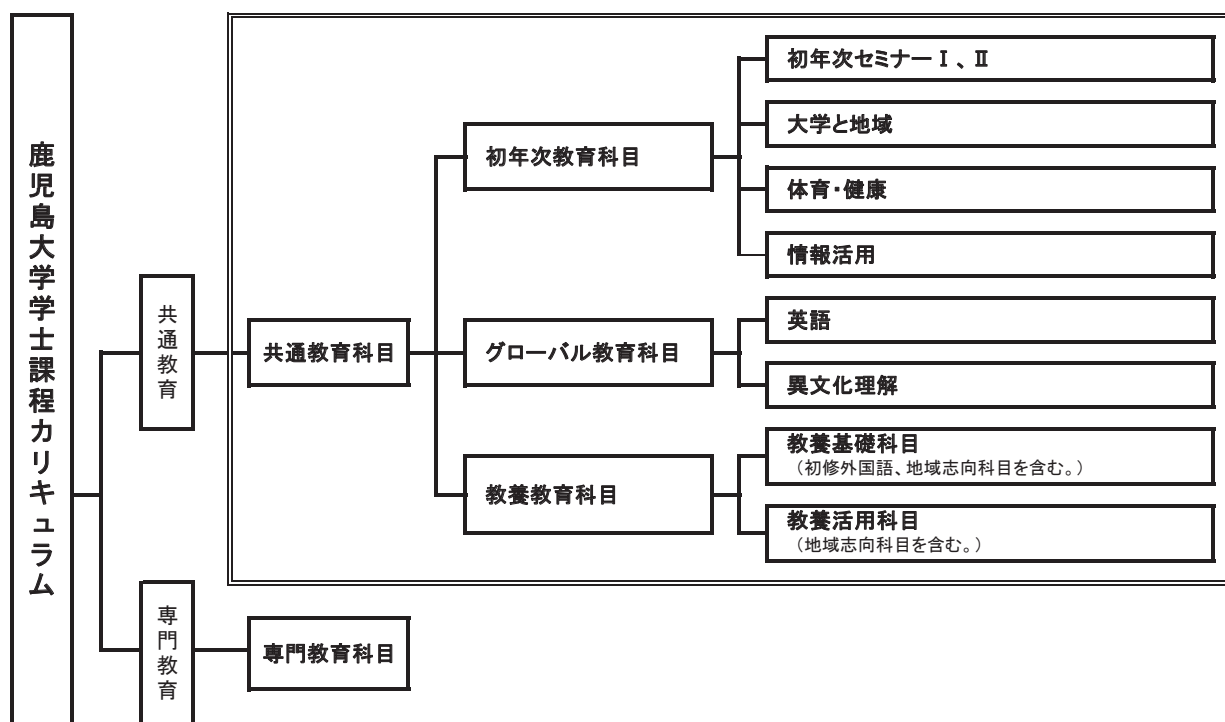 鹿児島大学学士課程カリキュラム
共通教育
共通教育科目
初年次教育科目
初年次セミナーⅠ、Ⅱ
大学と地域
体育・健康
情報活用
グローバル教育科目
英語
異文化理解
教養教育科目
教養基礎科目
（初修外国語、地域志向科目を含む。）
教養活用科目
（地域志向科目を含む。）
専門教育
専門教育科目